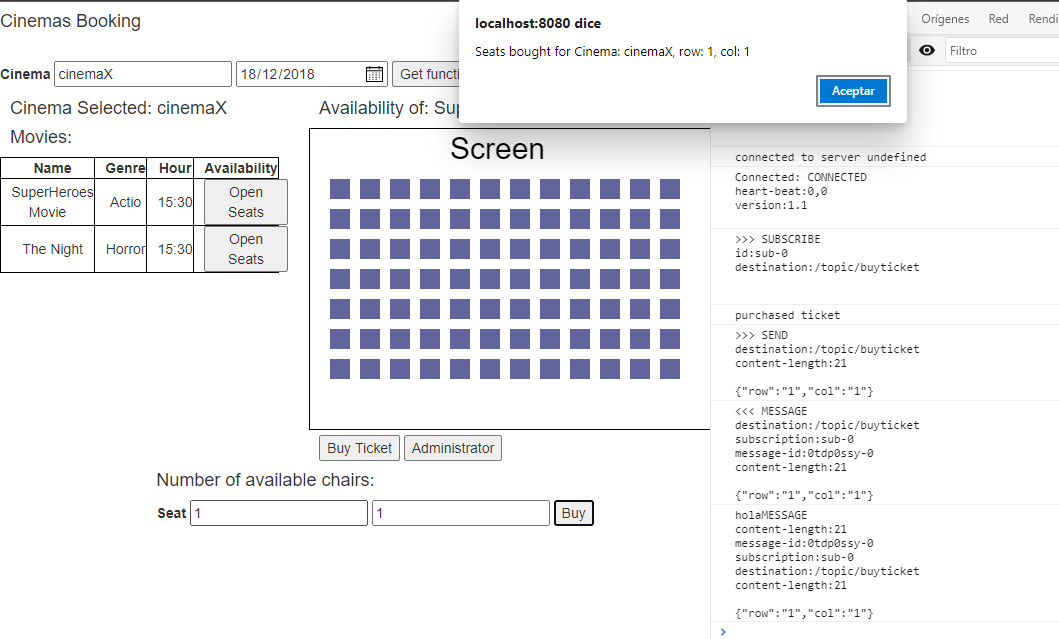 Cinemas Booking
Cinema cinemaX 18/12/2018 Get functi
Cinema Selected: cinemaX
Movies:
Name Genre Hour Availability
SuperHeroes Movie Actio 15:30 Open Seats
The Night Horror 15:30 Open Seats
Availability of: Sup
Screen
Buy Ticket Administrator
Number of available chairs:
Seat 1 1 Buy
localhost:8080 dice
Seats bought for Cinema: cinemaX, row: 1, col: 1
Aceptar
Orígenes Red Rendi
Filtro
connected to server undefined
Connected: CONNECTED
heart-beat:0,0
version:1.1
>>> SUBSCRIBE
id:sub-0
destination:/topic/buyticket
purchased ticket
>>> SEND
destination:/topic/buyticket
content-length:21
{"row":"1","col":"1"}
<<< MESSAGE
destination:/topic/buyticket
subscription:sub-0
message-id:0tdp0ssy-0
content-length:21
{"row":"1","col":"1"}
holaMESSAGE
content-length:21
message-id:0tdp0ssy-0
subscription:sub-0
destination:/topic/buyticket
content-length:21
{"row":"1","col":"1"}